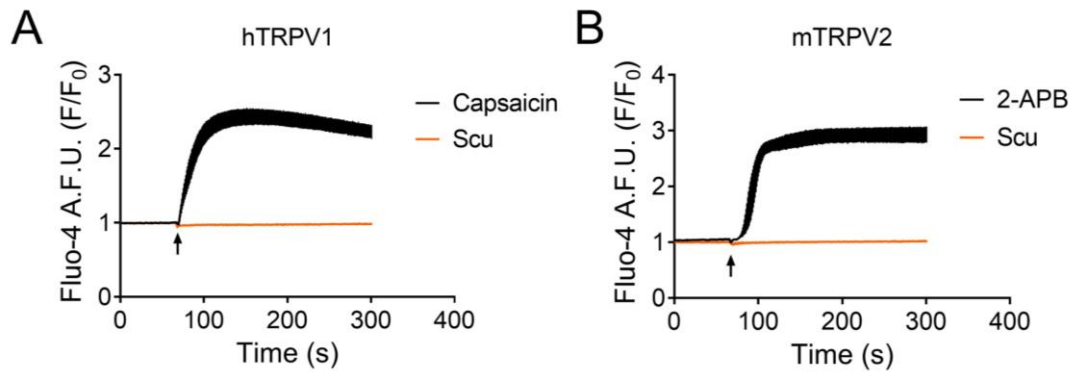 A
hTRPV1
Fluo-4 A.F.U. (F/F₀)
3
2
1
0
0 100 200 300 400
Time (s)
Capsaicin
Scu
B
mTRPV2
Fluo-4 A.F.U. (F/F₀)
4
3
2
1
0
0 100 200 300 400
Time (s)
2-APB
Scu